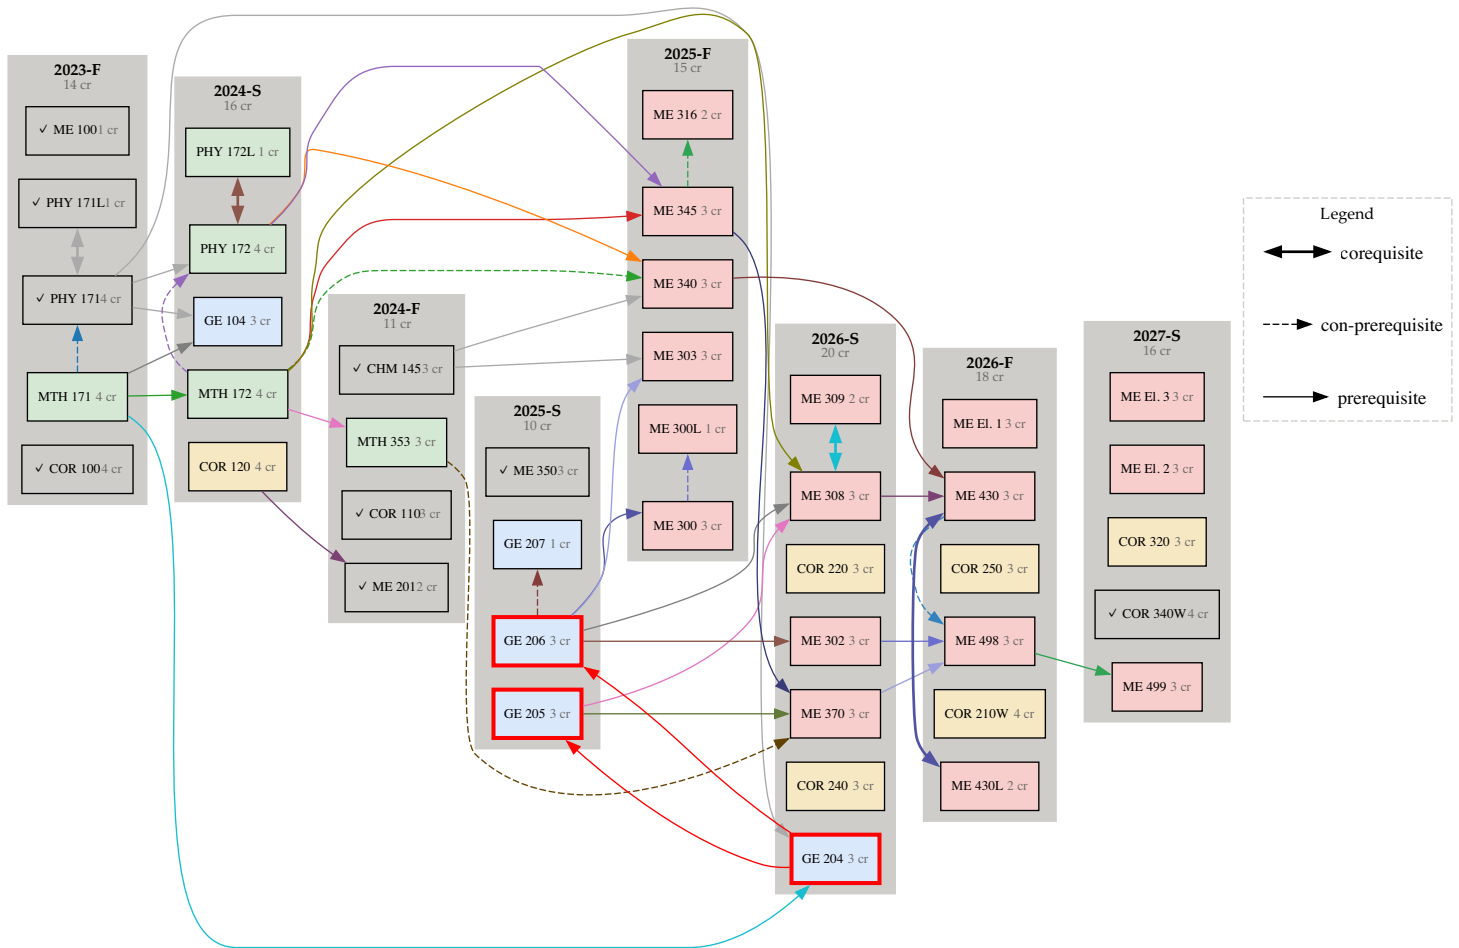 2023-F
14 cr
✓ ME 100 1 cr
✓ PHY 171L 1 cr
✓ PHY 171 4 cr
MTH 171 4 cr
✓ COR 100 4 cr
2024-S
16 cr
PHY 172L 1 cr
PHY 172 4 cr
GE 104 3 cr
MTH 172 4 cr
COR 120 4 cr
2024-F
11 cr
✓ CHM 145 3 cr
MTH 353 3 cr
✓ COR 110 3 cr
✓ ME 201 2 cr
2025-S
10 cr
✓ ME 350 3 cr
GE 207 1 cr
GE 206 3 cr
GE 205 3 cr
2025-F
15 cr
ME 316 2 cr
ME 345 3 cr
ME 340 3 cr
ME 303 3 cr
ME 300L 1 cr
ME 300 3 cr
2026-S
20 cr
ME 309 2 cr
ME 308 3 cr
COR 220 3 cr
ME 302 3 cr
ME 370 3 cr
COR 240 3 cr
GE 204 3 cr
2026-F
18 cr
ME El. 1 3 cr
ME 430 3 cr
COR 250 3 cr
ME 498 3 cr
COR 210W 4 cr
ME 430L 2 cr
2027-S
16 cr
ME El. 3 3 cr
ME El. 2 3 cr
COR 320 3 cr
✓ COR 340W 4 cr
ME 499 3 cr
Legend
corequisite
con-prerequisite
prerequisite